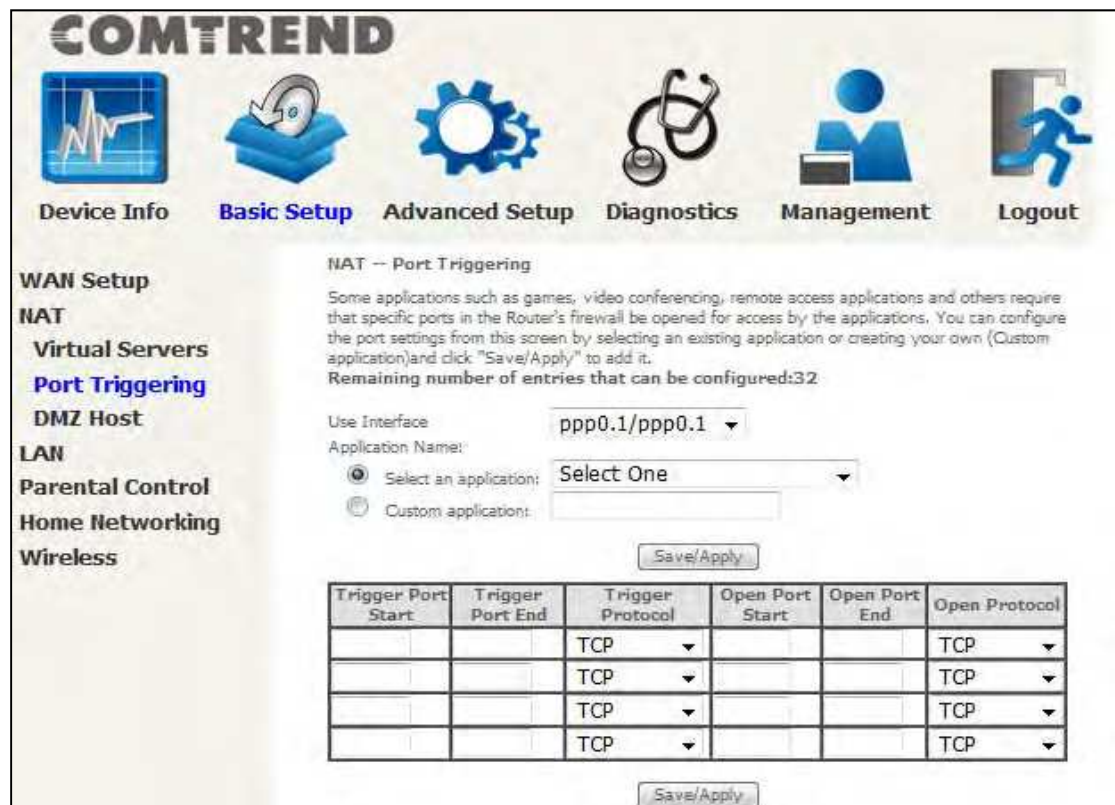 COMTREND
Device Info
Basic Setup
Advanced Setup
Diagnostics
Management
Logout
WAN Setup
NAT
Virtual Servers
Port Triggering
DMZ Host
LAN
Parental Control
Home Networking
Wireless
NAT -- Port Triggering
Some applications such as games, video conferencing, remote access applications and others require
that specific ports in the Router's firewall be opened for access by the applications. You can configure
the port settings from this screen by selecting an existing application or creating your own (Custom
application)and click "Save/Apply" to add it.
Remaining number of entries that can be configured:32
Use Interface ppp0.1/ppp0.1
Application Name:
Select an application: Select One
Custom application:
Save/Apply
Trigger Port Start Trigger Port End Trigger Protocol Open Port Start Open Port End Open Protocol
TCP TCP
TCP TCP
TCP TCP
TCP TCP
Save/Apply